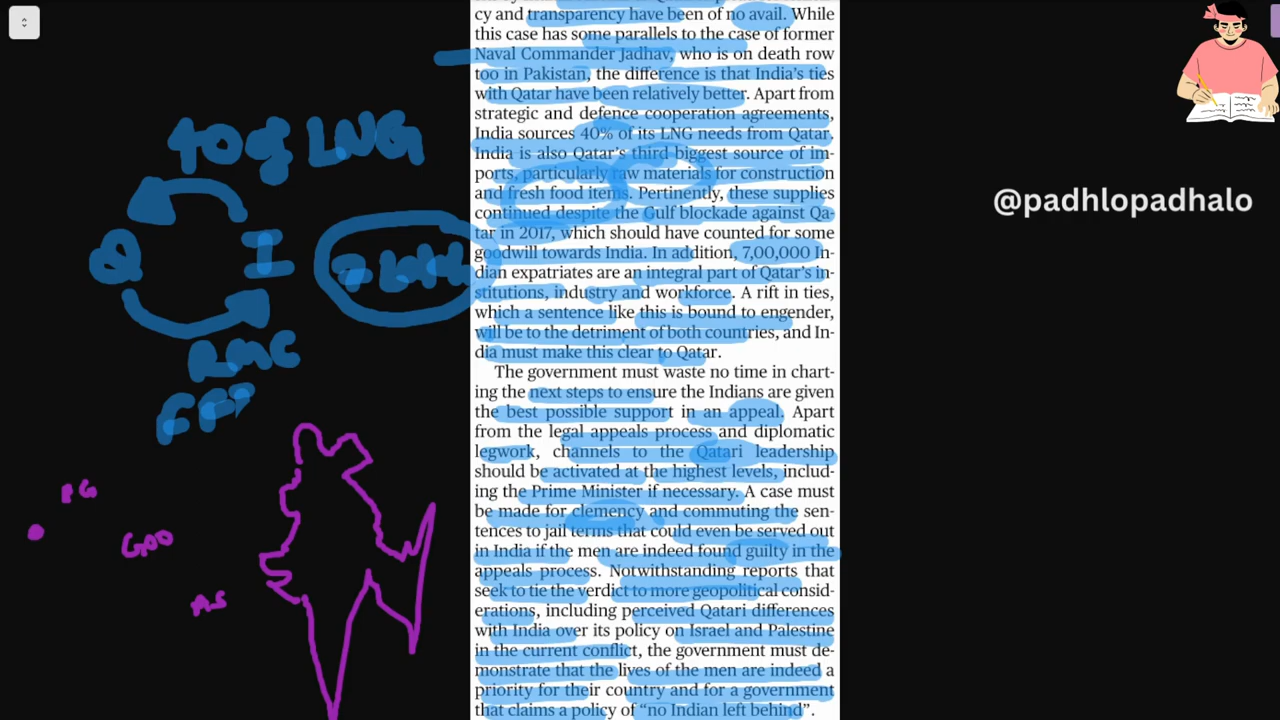 cy and transparency have been of no avail. While
this case has some parallels to the case of former
Naval Commander Jadhav, who is on death row
too in Pakistan, the difference is that India's ties
with Qatar have been relatively better. Apart from
strategic and defence cooperation agreements,
India sources 40% of its LNG needs from Qatar.
India is also Qatar's third biggest source of im-
ports, particularly raw materials for construction
and fresh food items. Pertinently, these supplies
continued despite the Gulf blockade against Qa-
tar in 2017, which should have counted for some
goodwill towards India. In addition, 7,00,000 In-
dian expatriates are an integral part of Qatar's in-
stitutions, industry and workforce. A rift in ties,
which a sentence like this is bound to engender,
will be to the detriment of both countries, and In-
dia must make this clear to Qatar.
The government must waste no time in chart-
ing the next steps to ensure the Indians are given
the best possible support in an appeal. Apart
from the legal appeals process and diplomatic
legwork, channels to the Qatari leadership
should be activated at the highest levels, includ-
ing the Prime Minister if necessary. A case must
be made for clemency and commuting the sen-
tences to jail terms that could even be served out
in India if the men are indeed found guilty in the
appeals process. Notwithstanding reports that
seek to tie the verdict to more geopolitical consid-
erations, including perceived Qatari differences
with India over its policy on Israel and Palestine
in the current conflict, the government must de-
monstrate that the lives of the men are indeed a
priority for their country and for a government
that claims a policy of “no Indian left behind”.
LNG
Q
I
RMC
PG
GOO
AS
@padhlopadhalo